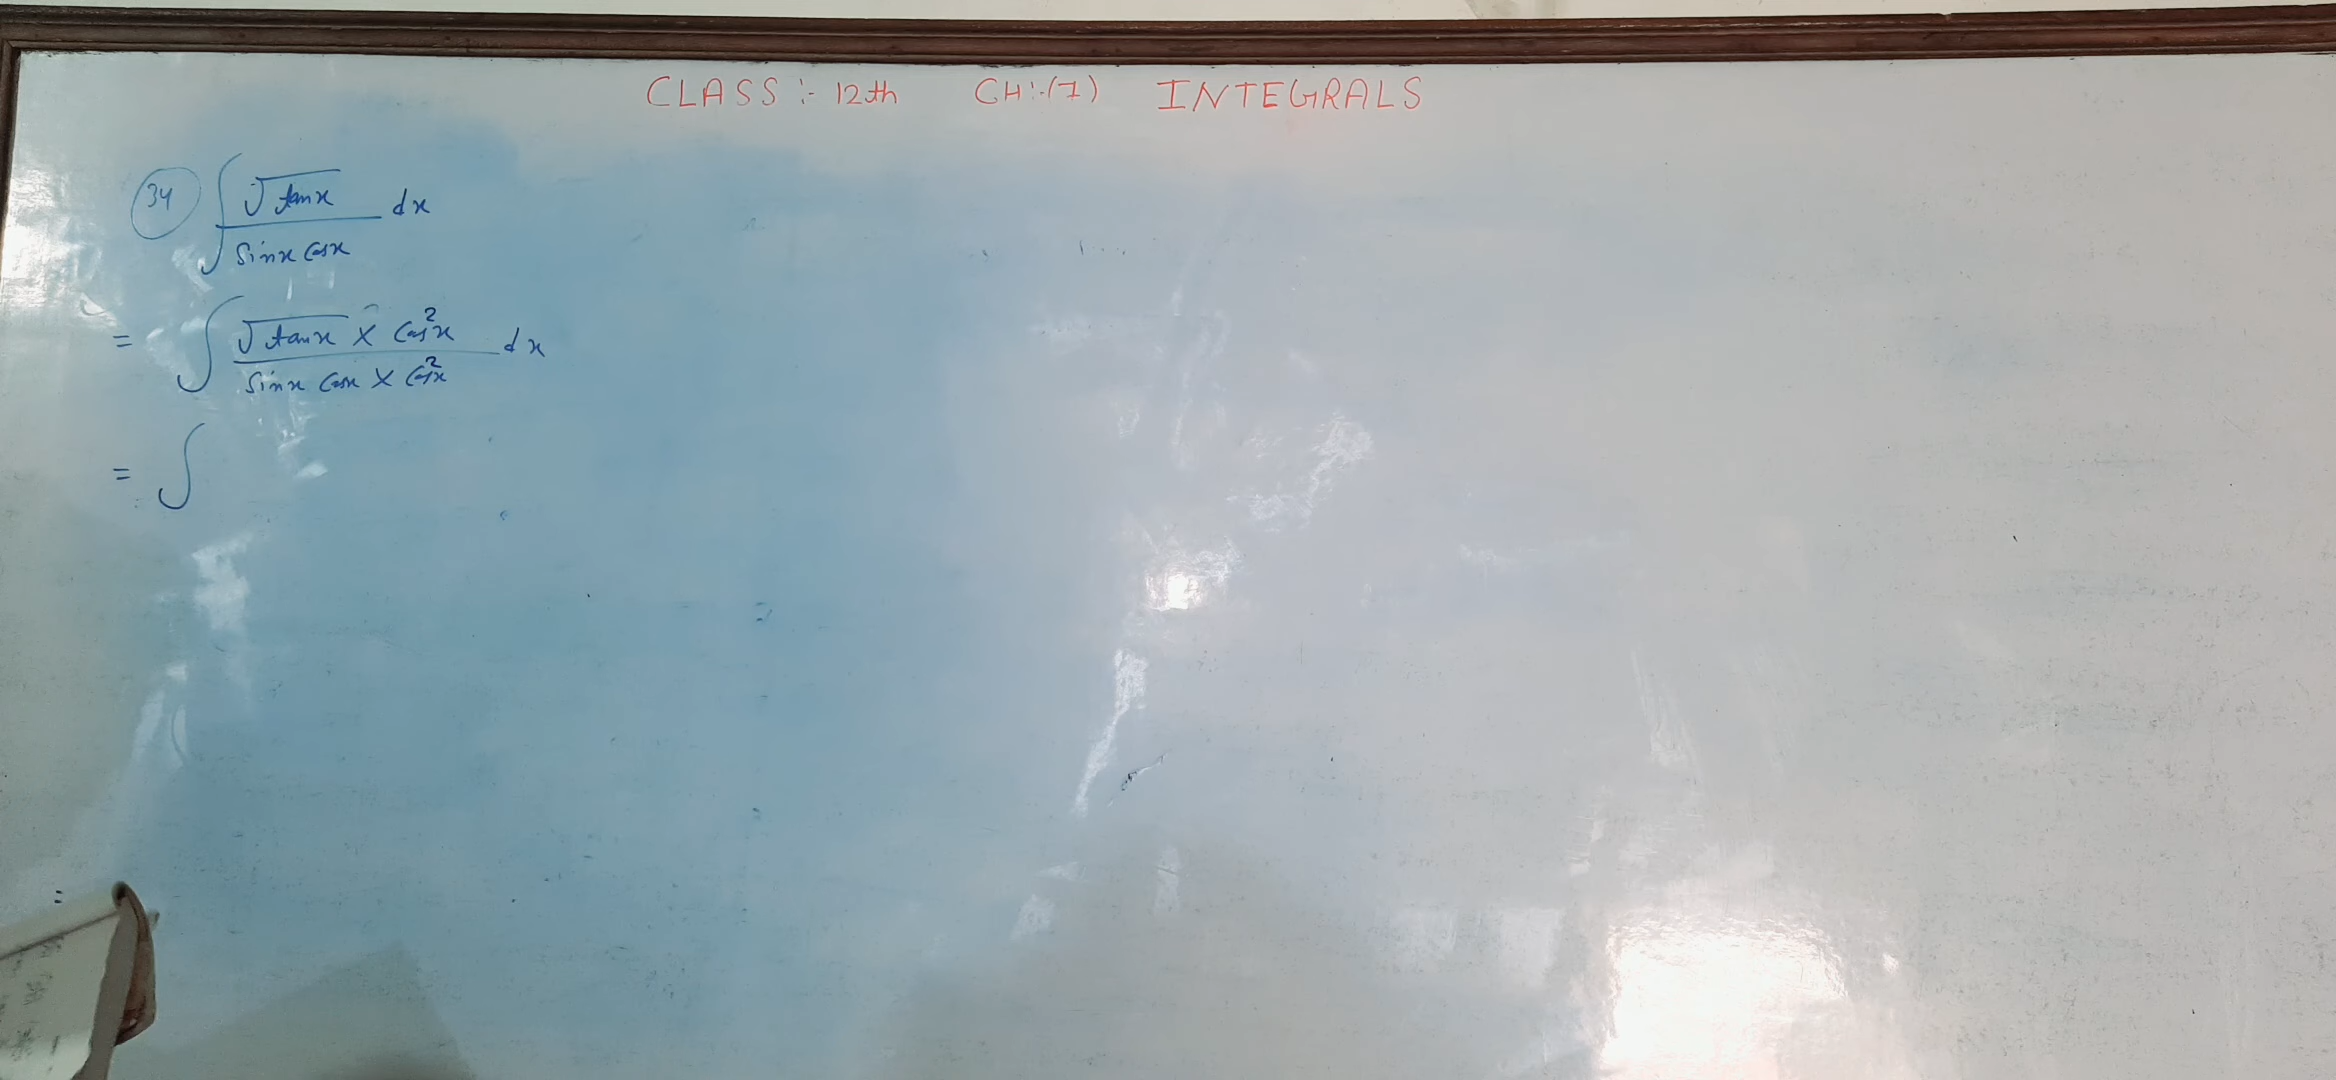 CLASS :- 12th CH:-(7) INTEGRALS
(34) ∫ √tanx / Sinx Cosx dx
= ∫ √tanx × Cos²x / Sinx Cosx × Cos²x dx
= ∫